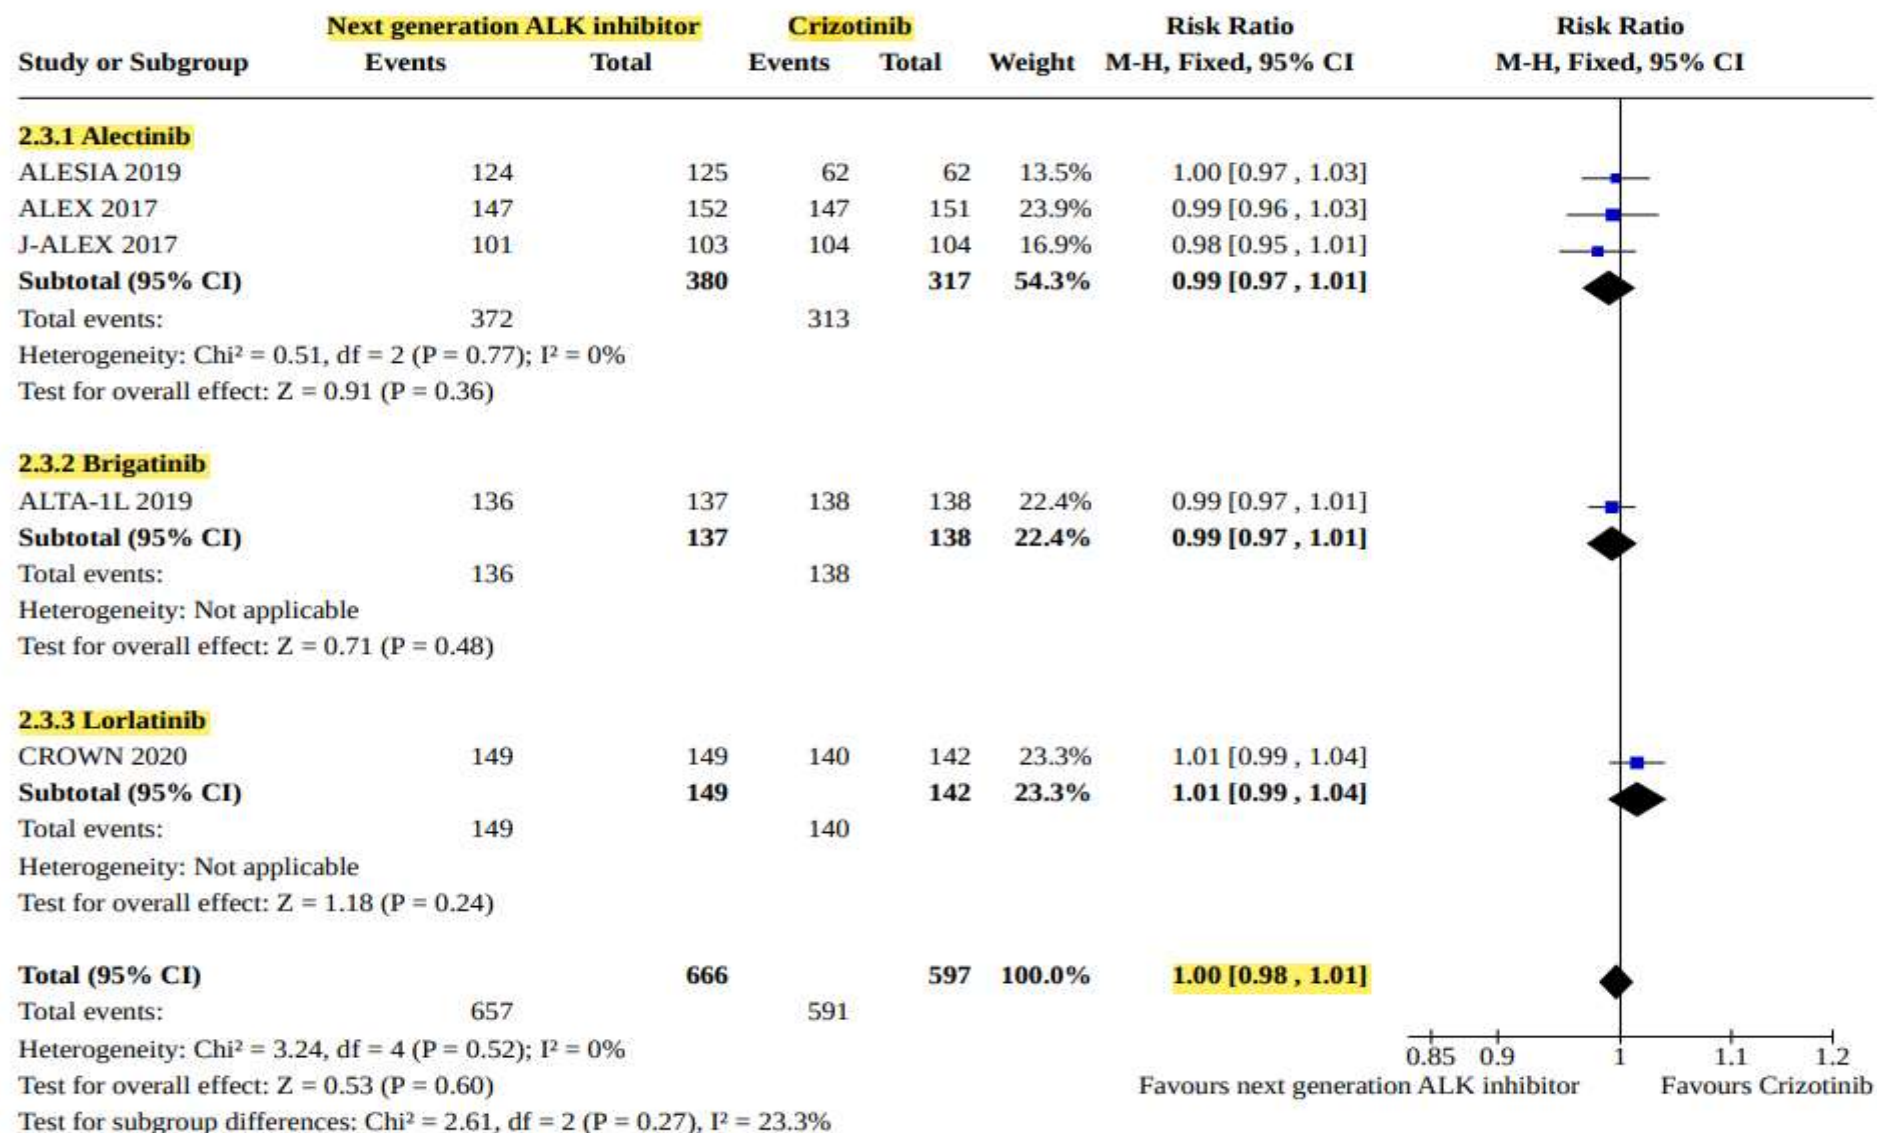 Next generation ALK inhibitor Crizotinib Risk Ratio Risk Ratio
Study or Subgroup Events Total Events Total Weight M-H, Fixed, 95% CI M-H, Fixed, 95% CI
2.3.1 Alectinib
ALESIA 2019 124 125 62 62 13.5% 1.00 [0.97 , 1.03]
ALEX 2017 147 152 147 151 23.9% 0.99 [0.96 , 1.03]
J-ALEX 2017 101 103 104 104 16.9% 0.98 [0.95 , 1.01]
Subtotal (95% CI) 380 317 54.3% 0.99 [0.97 , 1.01]
Total events: 372 313
Heterogeneity: Chi² = 0.51, df = 2 (P = 0.77); I² = 0%
Test for overall effect: Z = 0.91 (P = 0.36)
2.3.2 Brigatinib
ALTA-1L 2019 136 137 138 138 22.4% 0.99 [0.97 , 1.01]
Subtotal (95% CI) 137 138 22.4% 0.99 [0.97 , 1.01]
Total events: 136 138
Heterogeneity: Not applicable
Test for overall effect: Z = 0.71 (P = 0.48)
2.3.3 Lorlatinib
CROWN 2020 149 149 140 142 23.3% 1.01 [0.99 , 1.04]
Subtotal (95% CI) 149 142 23.3% 1.01 [0.99 , 1.04]
Total events: 149 140
Heterogeneity: Not applicable
Test for overall effect: Z = 1.18 (P = 0.24)
Total (95% CI) 666 597 100.0% 1.00 [0.98 , 1.01]
Total events: 657 591
Heterogeneity: Chi² = 3.24, df = 4 (P = 0.52); I² = 0%
0.85 0.9 1 1.1 1.2
Test for overall effect: Z = 0.53 (P = 0.60) Favours next generation ALK inhibitor Favours Crizotinib
Test for subgroup differences: Chi² = 2.61, df = 2 (P = 0.27), I² = 23.3%